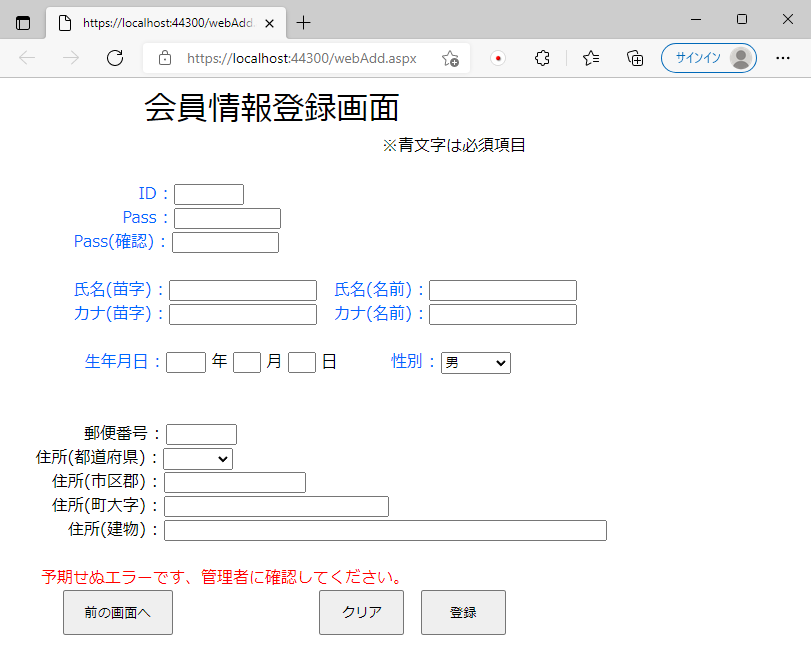 https://localhost:44300/webAdd
https://localhost:44300/webAdd.aspx
サインイン
会員情報登録画面
※青文字は必須項目
ID：
Pass：
Pass(確認)：
氏名(苗字)： 氏名(名前)：
カナ(苗字)： カナ(名前)：
生年月日： 年 月 日 性別： 男
郵便番号：
住所(都道府県)：
住所(市区郡)：
住所(町大字)：
住所(建物)：
予期せぬエラーです、管理者に確認してください。
前の画面へ クリア 登録